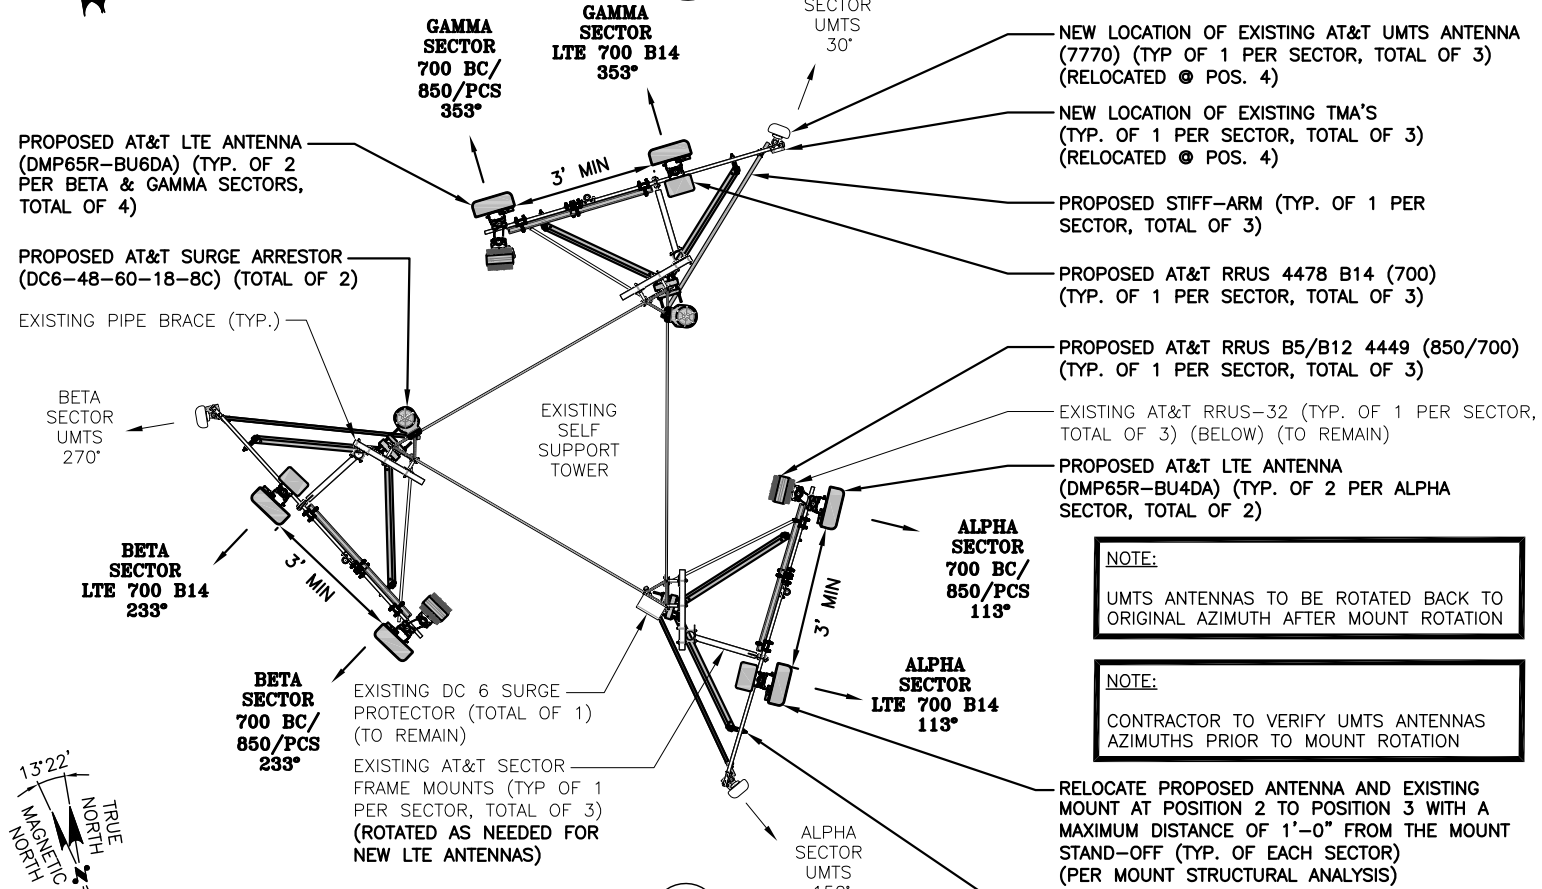 GAMMA
SECTOR
700 BC/
850/PCS
353°
GAMMA
SECTOR
LTE 700 B14
353°
SECTOR
UMTS
30°
NEW LOCATION OF EXISTING AT&T UMTS ANTENNA
(7770) (TYP OF 1 PER SECTOR, TOTAL OF 3)
(RELOCATED @ POS. 4)
NEW LOCATION OF EXISTING TMA'S
(TYP. OF 1 PER SECTOR, TOTAL OF 3)
(RELOCATED @ POS. 4)
PROPOSED STIFF-ARM (TYP. OF 1 PER
SECTOR, TOTAL OF 3)
PROPOSED AT&T RRUS 4478 B14 (700)
(TYP. OF 1 PER SECTOR, TOTAL OF 3)
PROPOSED AT&T RRUS B5/B12 4449 (850/700)
(TYP. OF 1 PER SECTOR, TOTAL OF 3)
EXISTING AT&T RRUS-32 (TYP. OF 1 PER SECTOR,
TOTAL OF 3) (BELOW) (TO REMAIN)
PROPOSED AT&T LTE ANTENNA
(DMP65R-BU4DA) (TYP. OF 2 PER ALPHA
SECTOR, TOTAL OF 2)
PROPOSED AT&T LTE ANTENNA
(DMP65R-BU6DA) (TYP. OF 2
PER BETA & GAMMA SECTORS,
TOTAL OF 4)
PROPOSED AT&T SURGE ARRESTOR
(DC6-48-60-18-8C) (TOTAL OF 2)
EXISTING PIPE BRACE (TYP.)
3' MIN
BETA
SECTOR
UMTS
270°
EXISTING
SELF
SUPPORT
TOWER
BETA
SECTOR
LTE 700 B14
233°
3' MIN
BETA
SECTOR
700 BC/
850/PCS
233°
ALPHA
SECTOR
700 BC/
850/PCS
113°
3' MIN
ALPHA
SECTOR
LTE 700 B14
113°
NOTE:
UMTS ANTENNAS TO BE ROTATED BACK TO
ORIGINAL AZIMUTH AFTER MOUNT ROTATION
NOTE:
CONTRACTOR TO VERIFY UMTS ANTENNAS
AZIMUTHS PRIOR TO MOUNT ROTATION
EXISTING DC 6 SURGE
PROTECTOR (TOTAL OF 1)
(TO REMAIN)
EXISTING AT&T SECTOR
FRAME MOUNTS (TYP OF 1
PER SECTOR, TOTAL OF 3)
(ROTATED AS NEEDED FOR
NEW LTE ANTENNAS)
RELOCATE PROPOSED ANTENNA AND EXISTING
MOUNT AT POSITION 2 TO POSITION 3 WITH A
MAXIMUM DISTANCE OF 1'-0" FROM THE MOUNT
STAND-OFF (TYP. OF EACH SECTOR)
(PER MOUNT STRUCTURAL ANALYSIS)
13°22'
TRUE
NORTH
MAGNETIC
NORTH
N
ALPHA
SECTOR
UMTS